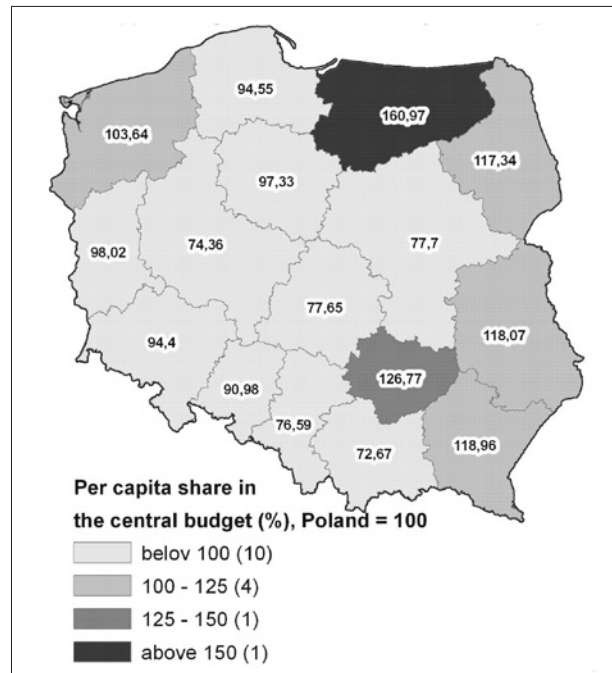 94,55
160,97
103,64
117,34
97,33
98,02
74,36
77,7
77,65
118,07
94,4
126,77
90,98
76,59
72,67
118,96
Per capita share in
the central budget (%), Poland = 100
belov 100 (10)
100 - 125 (4)
125 - 150 (1)
above 150 (1)